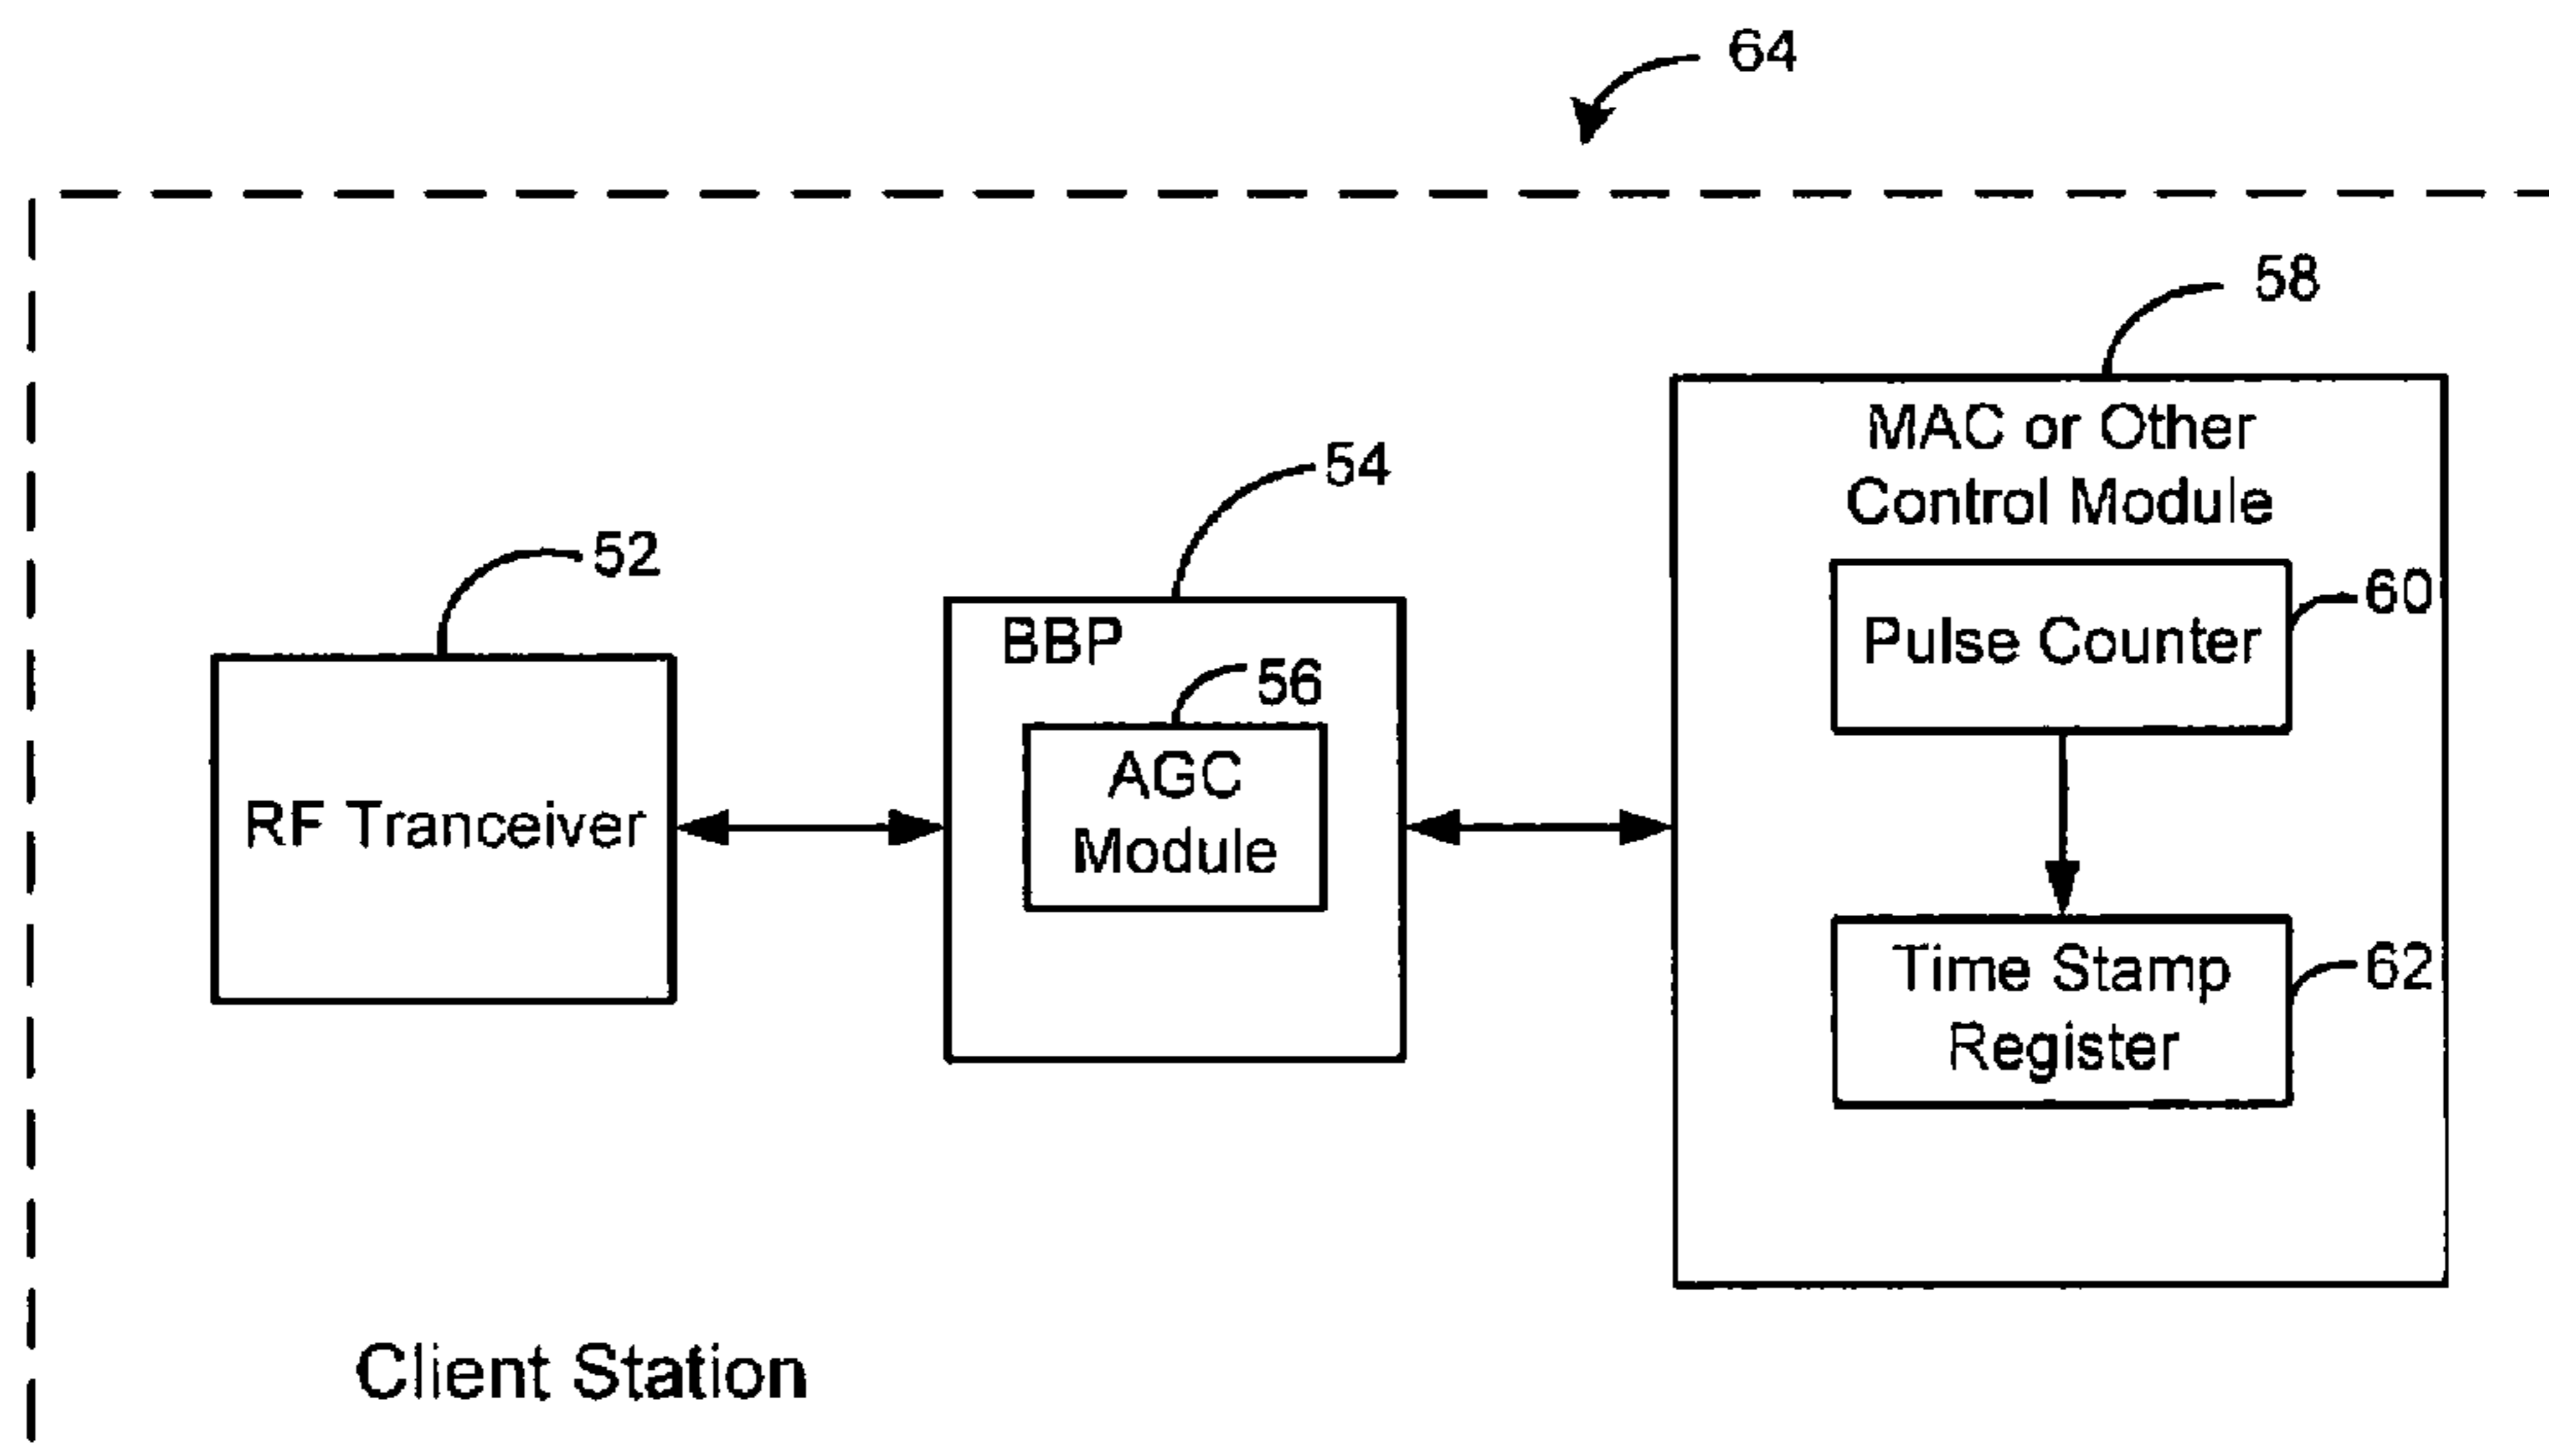 64
58
MAC or Other
Control Module
54
52
60
Pulse Counter
BBP
56
AGC
Module
RF Tranceiver
62
Time Stamp
Register
Client Station